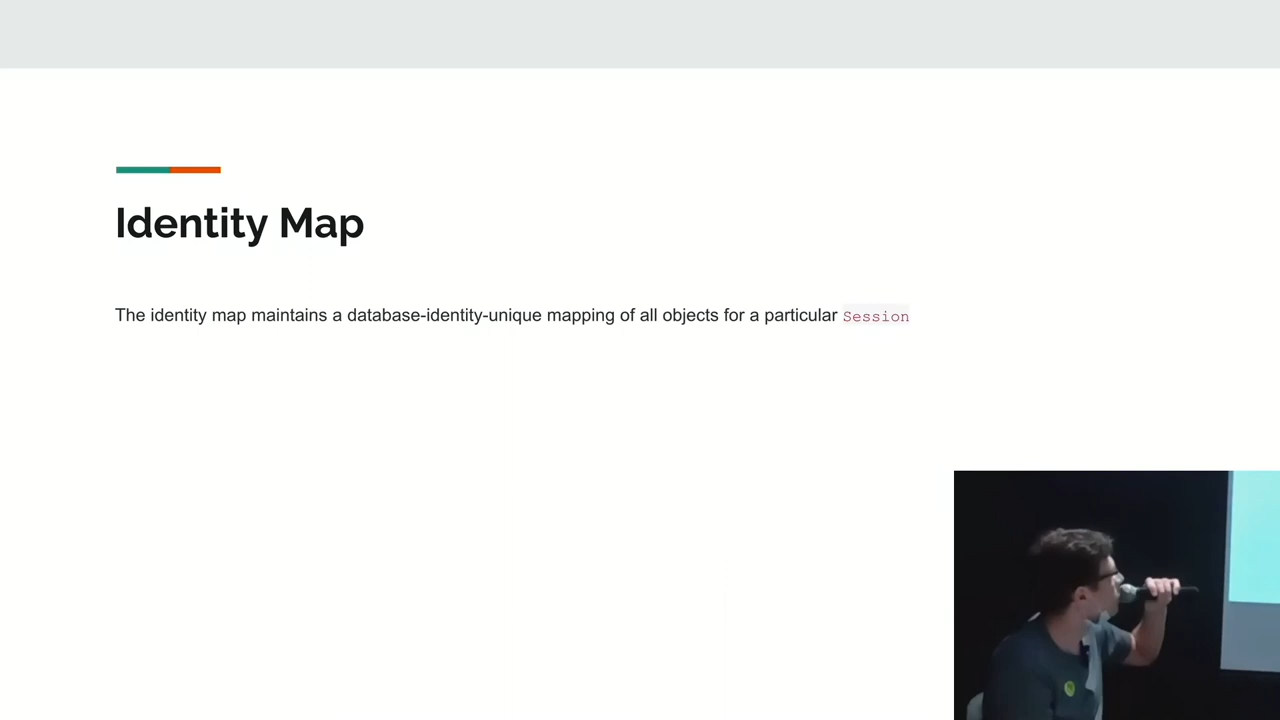 Identity Map
The identity map maintains a database-identity-unique mapping of all objects for a particular Session